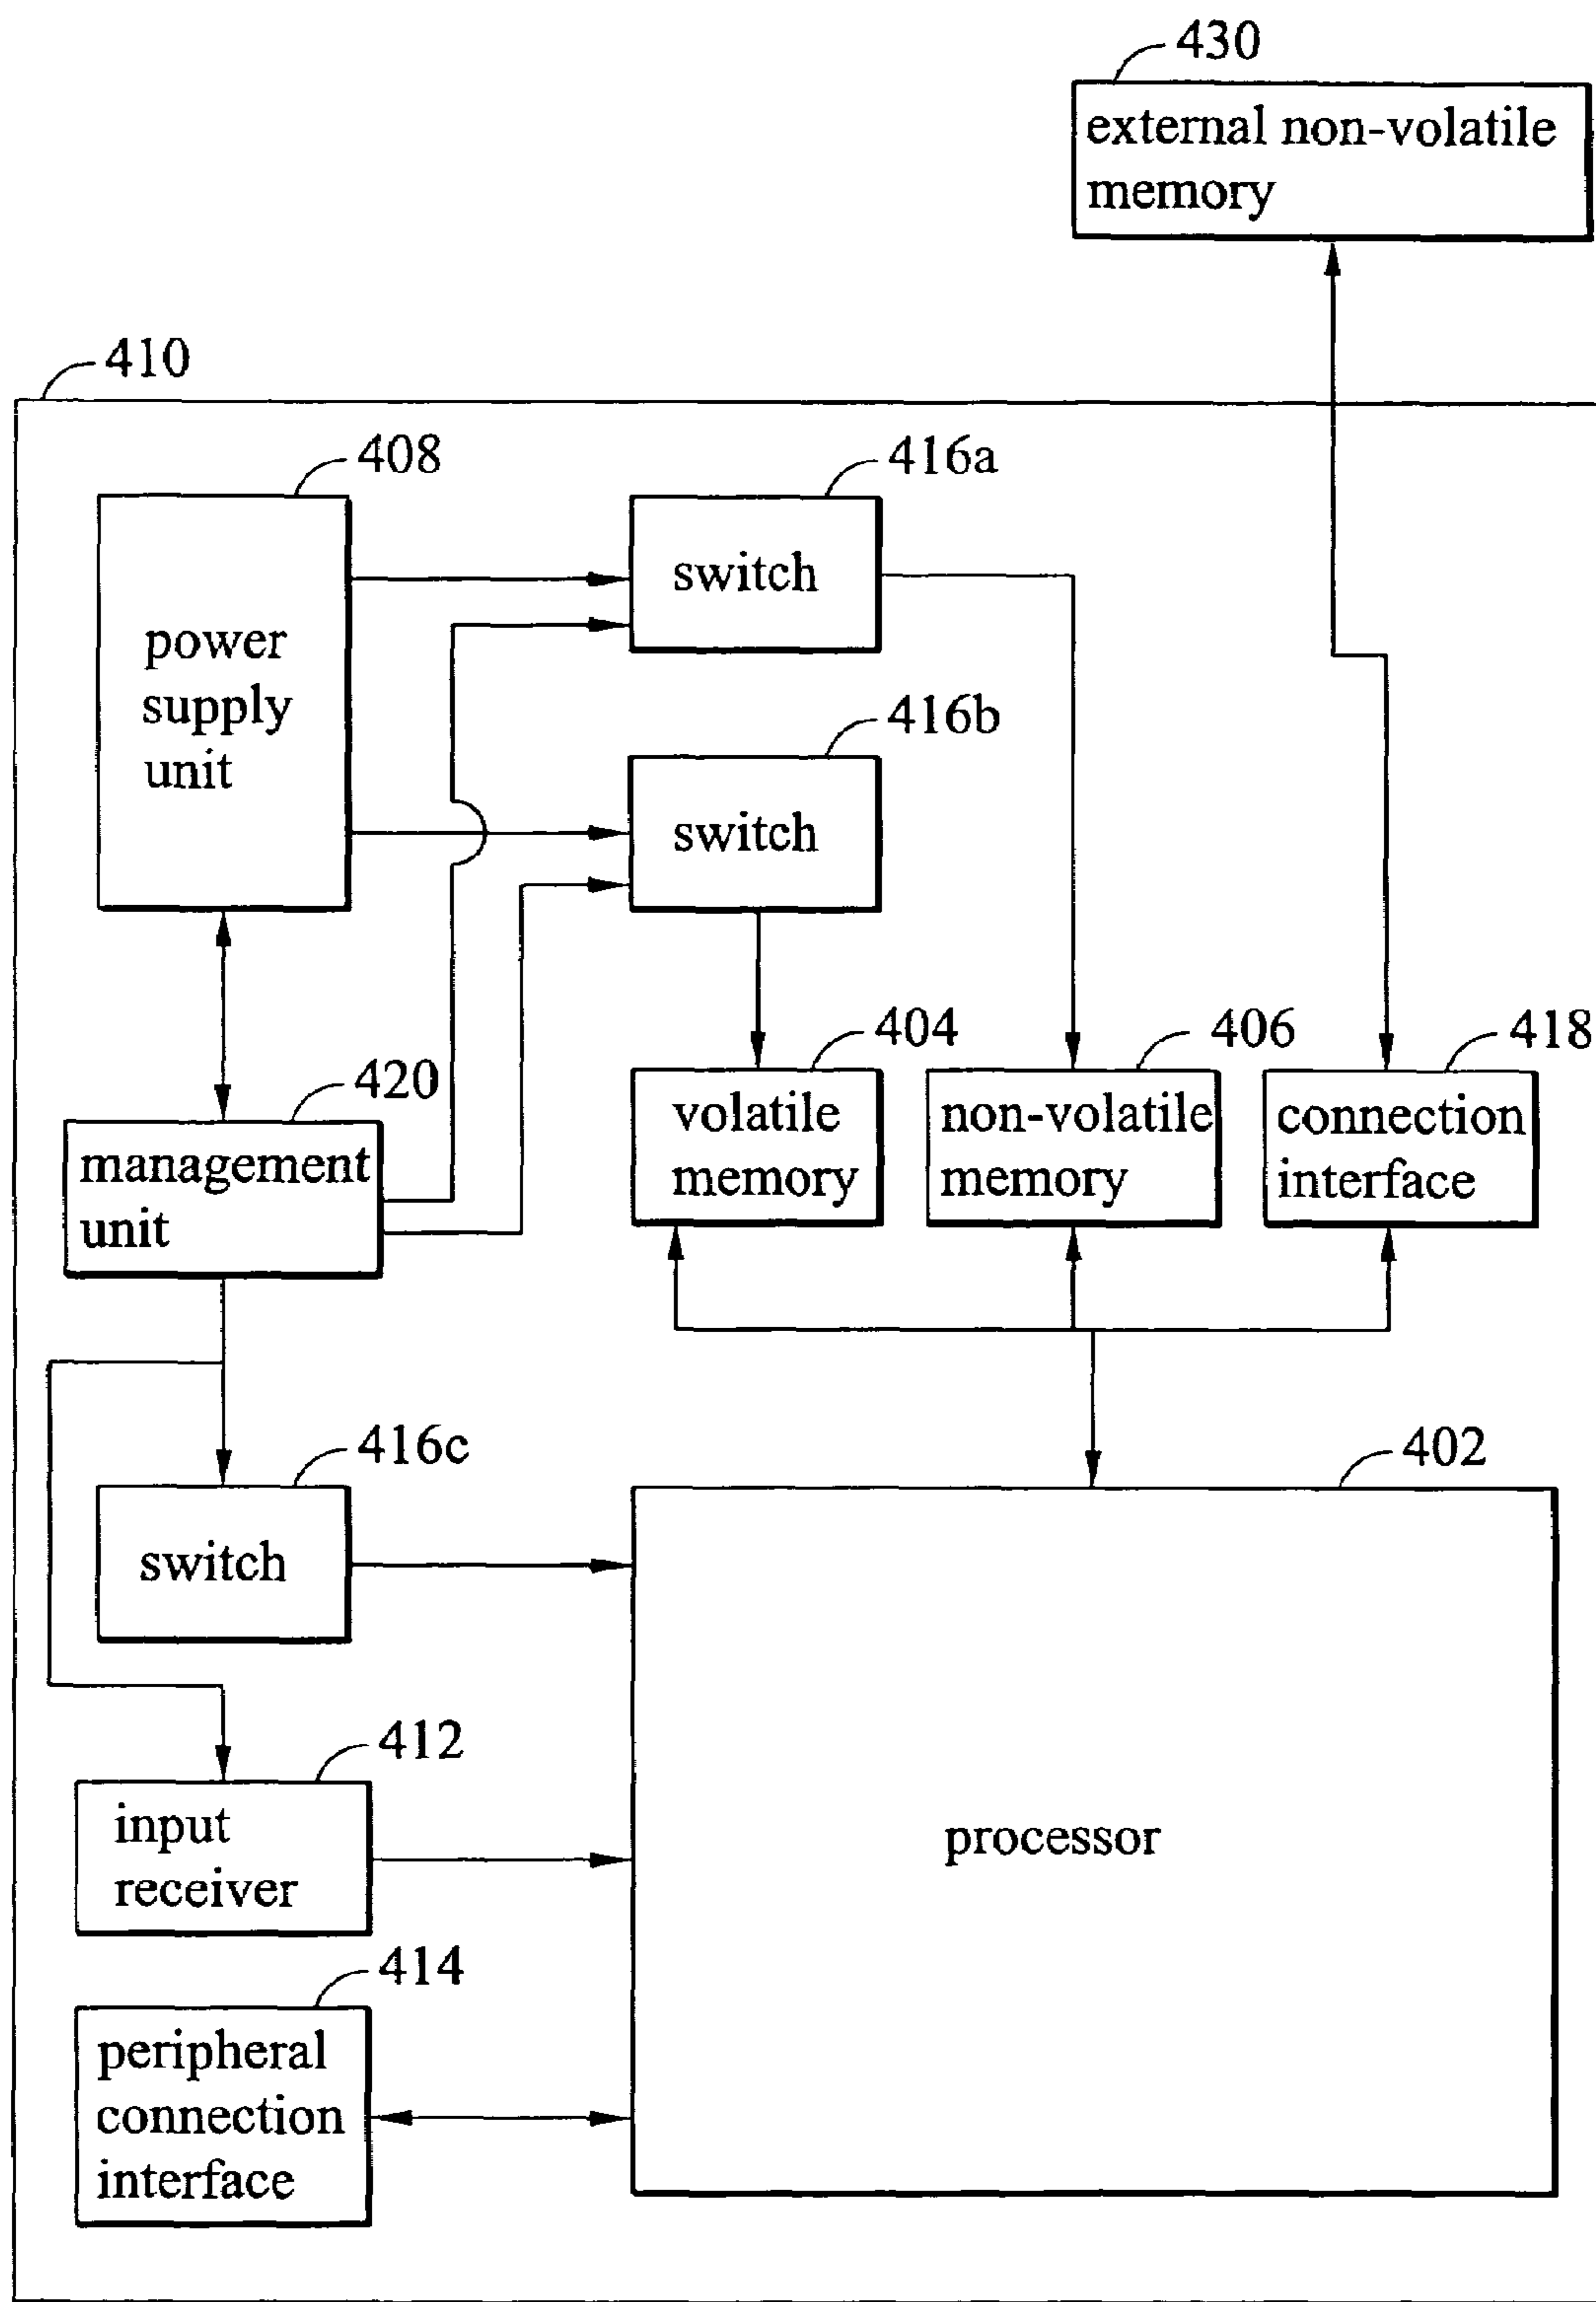 430
external non-volatile
memory
410
408
416a
power
supply
unit
switch
416b
switch
420
management
unit
404
volatile
memory
406
non-volatile
memory
418
connection
interface
416c
switch
402
processor
412
input
receiver
414
peripheral
connection
interface